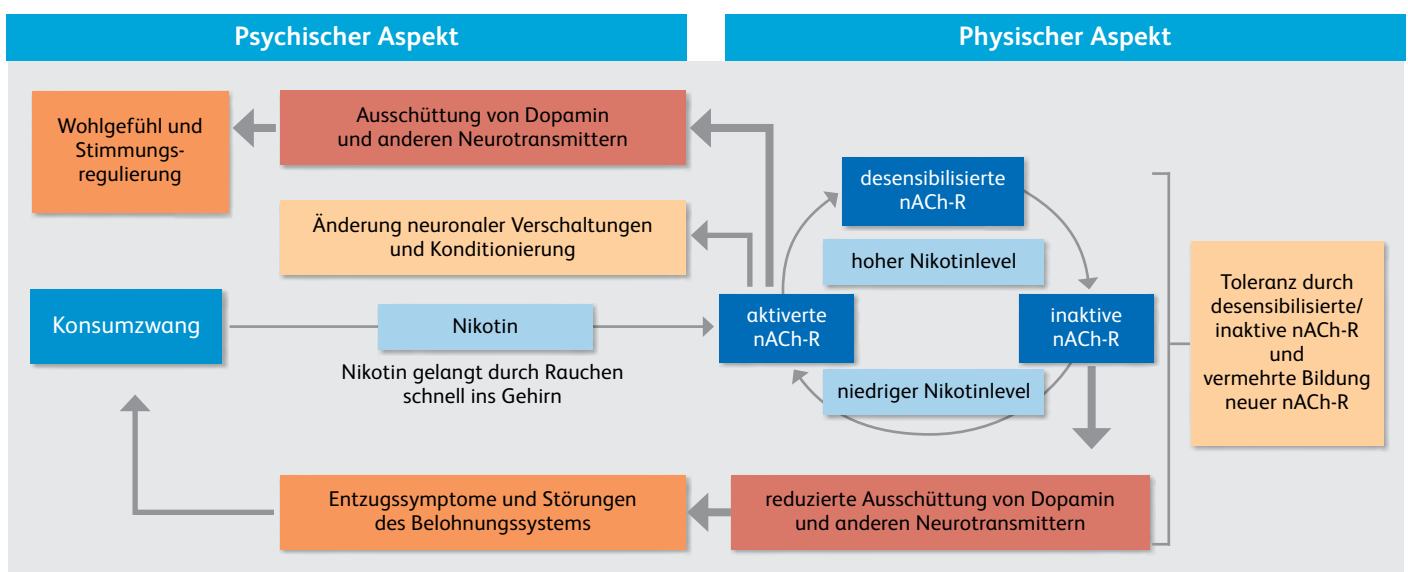 Psychischer Aspekt
Physischer Aspekt
Wohlgefühl und
Stimmungs-
regulierung
Ausschüttung von Dopamin
und anderen Neurotransmittern
Änderung neuronaler Verschaltungen
und Konditionierung
Konsumzwang
Nikotin
Nikotin gelangt durch Rauchen
schnell ins Gehirn
desensibilisierte
nACh-R
hoher Nikotinlevel
aktivierte
nACh-R
inaktive
nACh-R
niedriger Nikotinlevel
Toleranz durch
desensibilisierte/
inaktive nACh-R
und
vermehrte Bildung
neuer nACh-R
Entzugssymptome und Störungen
des Belohnungssystems
reduzierte Ausschüttung von Dopamin
und anderen Neurotransmittern